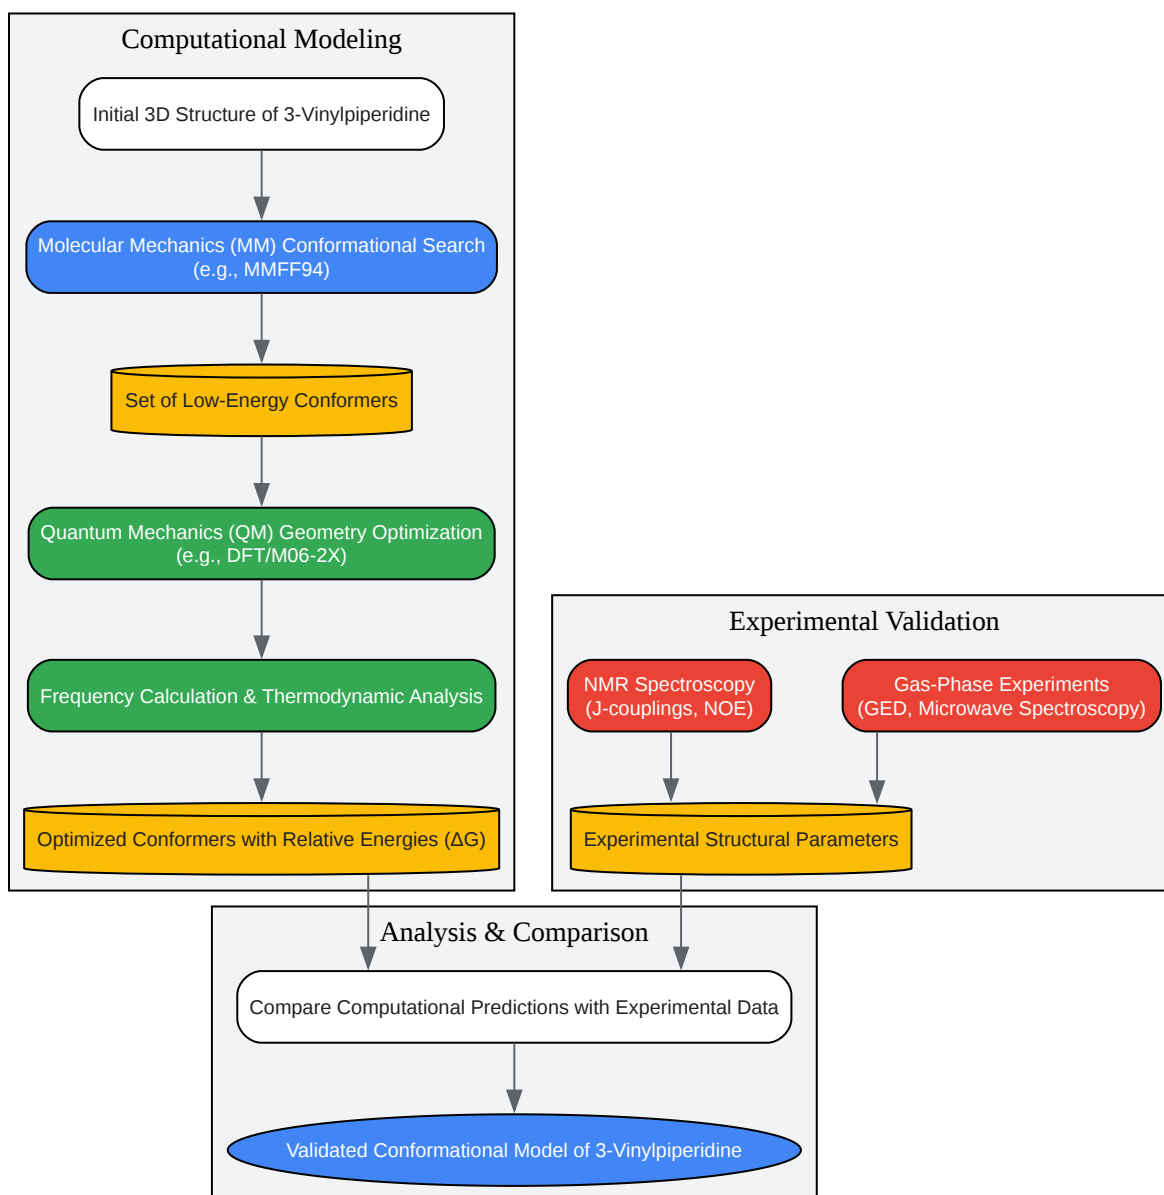 Computational Modeling
Initial 3D Structure of 3-Vinylpiperidine
Molecular Mechanics (MM) Conformational Search
(e.g., MMFF94)
Set of Low-Energy Conformers
Quantum Mechanics (QM) Geometry Optimization
(e.g., DFT/M06-2X)
Frequency Calculation & Thermodynamic Analysis
Optimized Conformers with Relative Energies (ΔG)
Experimental Validation
NMR Spectroscopy
(J-couplings, NOE)
Gas-Phase Experiments
(GED, Microwave Spectroscopy)
Experimental Structural Parameters
Analysis & Comparison
Compare Computational Predictions with Experimental Data
Validated Conformational Model of 3-Vinylpiperidine